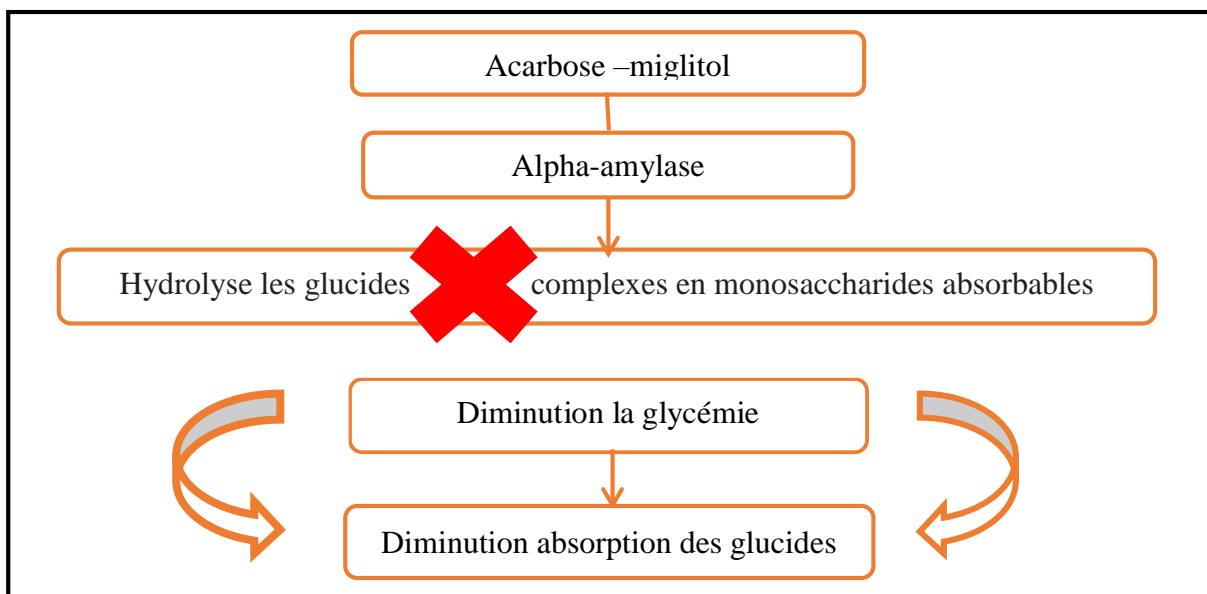 Acarbose –miglitol
Alpha-amylase
Hydrolyse les glucides complexes en monosaccharides absorbables
Diminution la glycémie
Diminution absorption des glucides